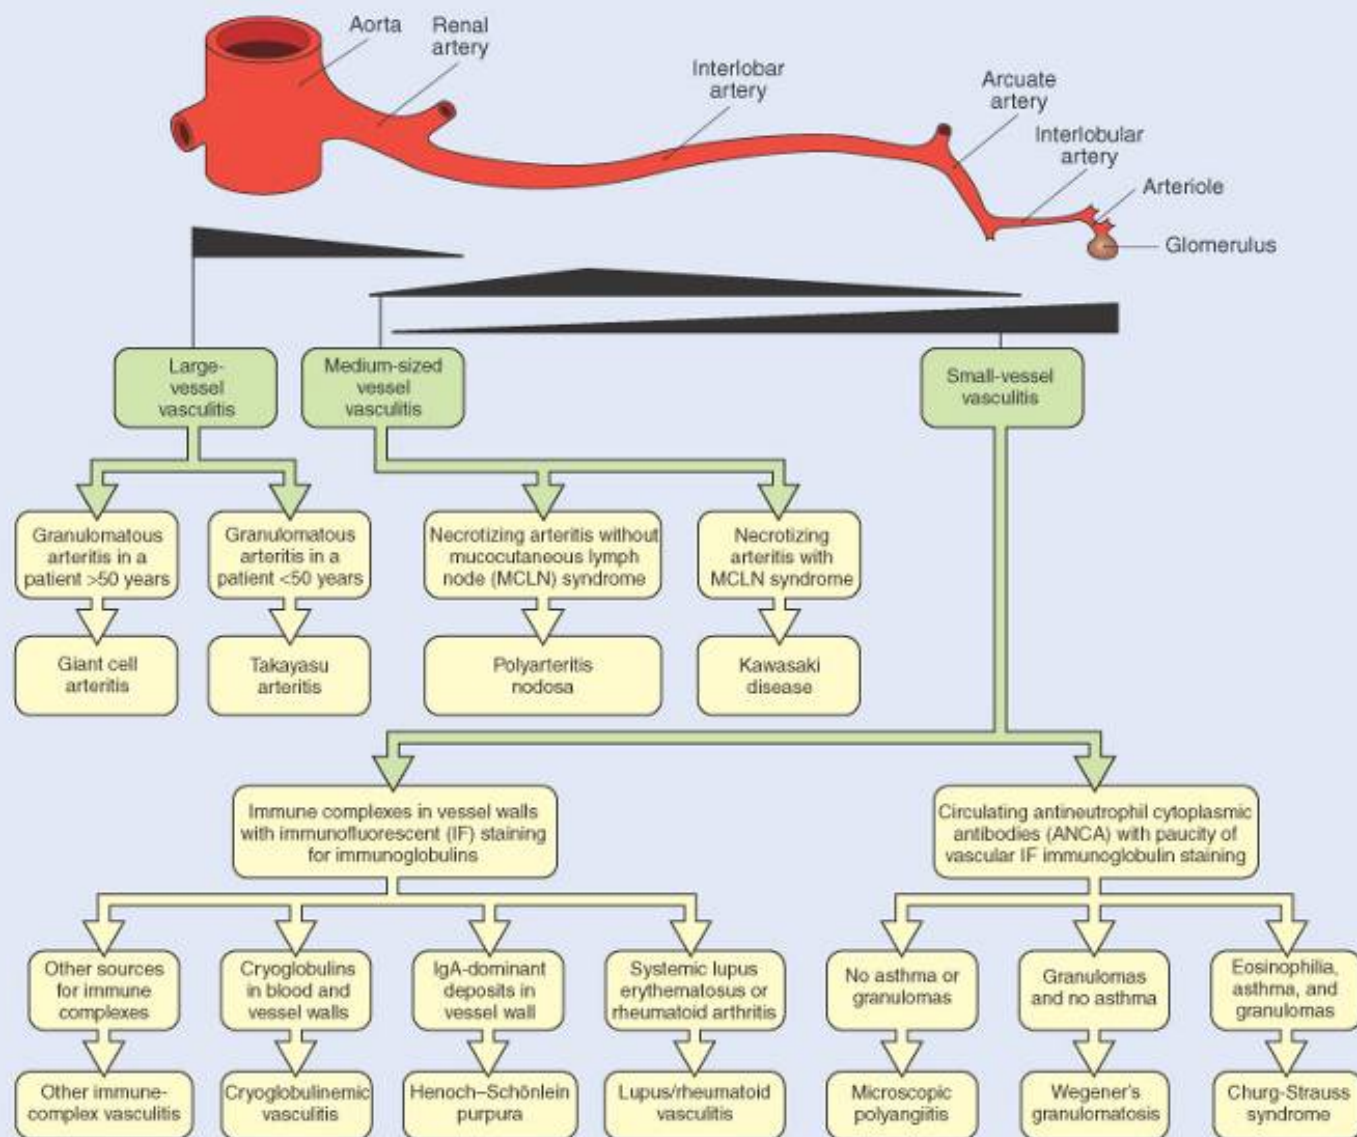 Aorta
Renal
artery
Interlobar
artery
Arcuate
artery
Interlobular
artery
Arteriole
Glomerulus
Large-
vessel
vasculitis
Medium-sized
vessel
vasculitis
Small-vessel
vasculitis
Granulomatous
arteritis in a
patient >50 years
Granulomatous
arteritis in a
patient <50 years
Necrotizing arteritis without
mucocutaneous lymph
node (MCLN) syndrome
Necrotizing
arteritis with
MCLN syndrome
Giant cell
arteritis
Takayasu
arteritis
Polyarteritis
nodosa
Kawasaki
disease
Immune complexes in vessel walls
with immunofluorescent (IF) staining
for immunoglobulins
Circulating antineutrophil cytoplasmic
antibodies (ANCA) with paucity of
vascular IF immunoglobulin staining
Other sources
for immune
complexes
Cryoglobulins
in blood and
vessel walls
IgA-dominant
deposits in
vessel wall
Systemic lupus
erythematosus or
rheumatoid arthritis
No asthma or
granulomas
Granulomas
and no asthma
Eosinophilia,
asthma, and
granulomas
Other immune-
complex vasculitis
Cryoglobulinemic
vasculitis
Henoch–Schönlein
purpura
Lupus/rheumatoid
vasculitis
Microscopic
polyangiitis
Wegener's
granulomatosis
Churg-Strauss
syndrome